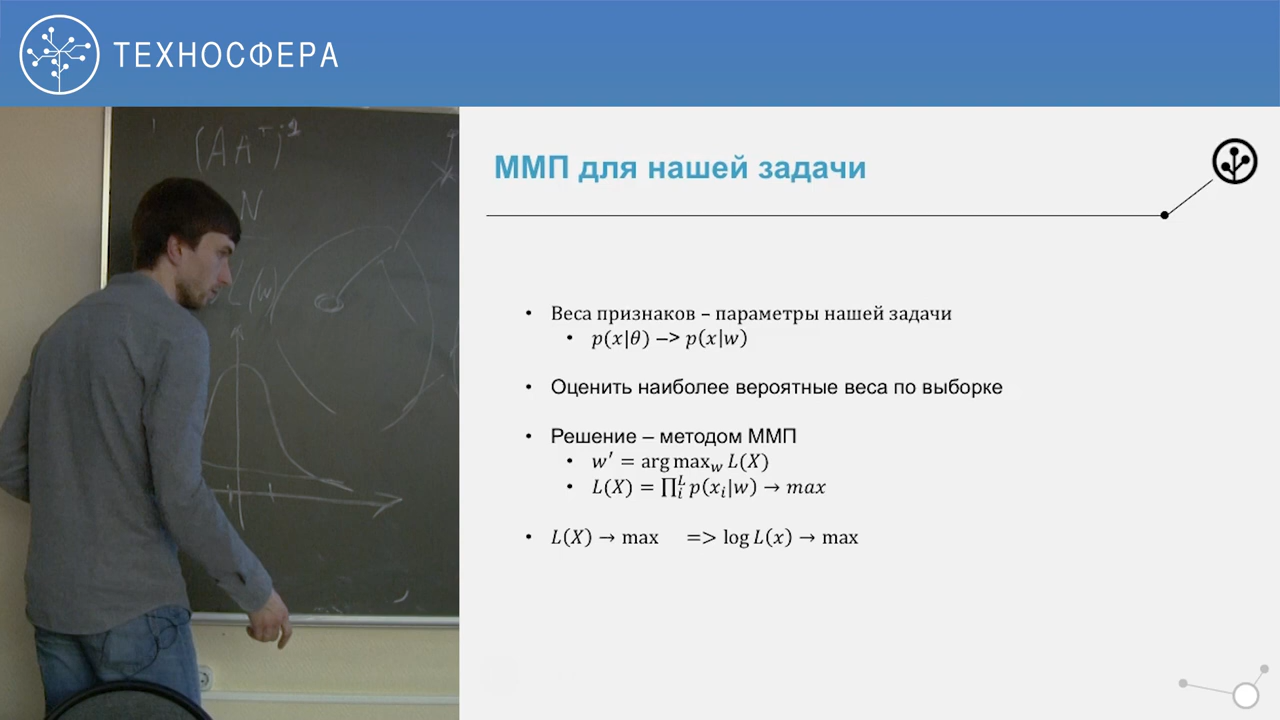 ТЕХНОСФЕРА
(AA^T)^-1
N
L(w)
ММП для нашей задачи
• Веса признаков – параметры нашей задачи
• p(x|θ) –> p(x|w)
• Оценить наиболее вероятные веса по выборке
• Решение – методом ММП
• w′ = arg max_w L(X)
• L(X) = ∏_i^L p(x_i|w) → max
• L(X) → max => log L(x) → max